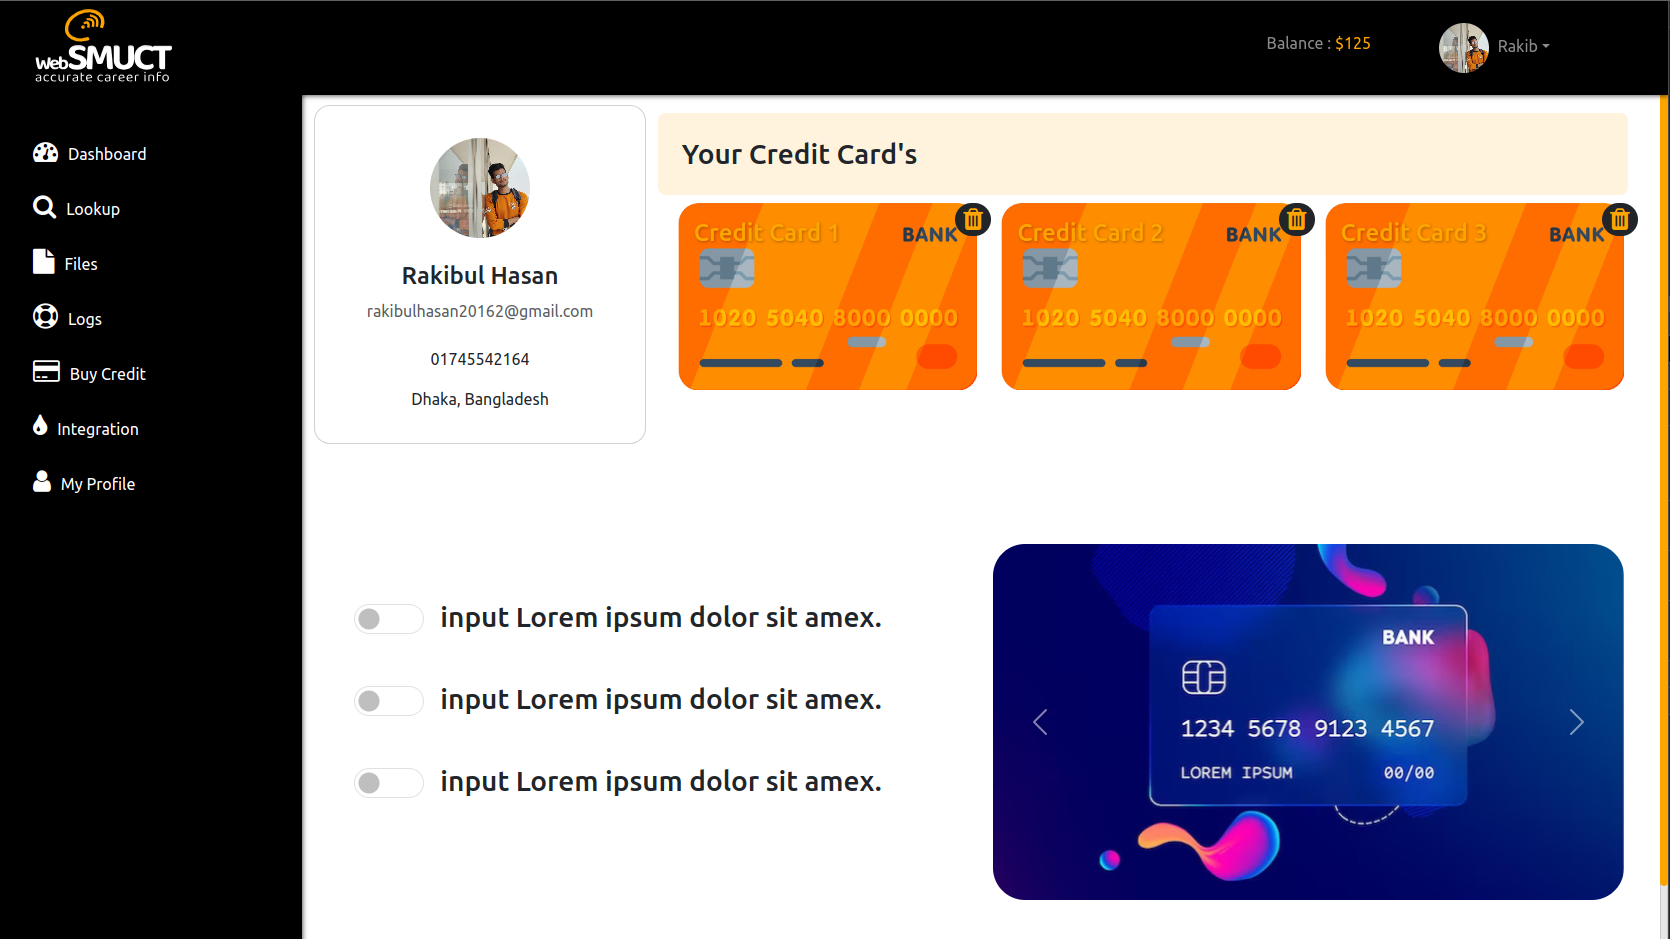 Web SMUCT
accurate career info
Balance : $125
Rakib
Dashboard
Lookup
Files
Logs
Buy Credit
Integration
My Profile
Rakibul Hasan
rakibulhasan20162@gmail.com
01745542164
Dhaka, Bangladesh
Your Credit Card's
Credit Card 1
BANK
1020 5040 8000 0000
Credit Card 2
BANK
1020 5040 8000 0000
Credit Card 3
BANK
1020 5040 8000 0000
input Lorem ipsum dolor sit amex.
input Lorem ipsum dolor sit amex.
input Lorem ipsum dolor sit amex.
BANK
1234 5678 9123 4567
LOREM IPSUM 00/00